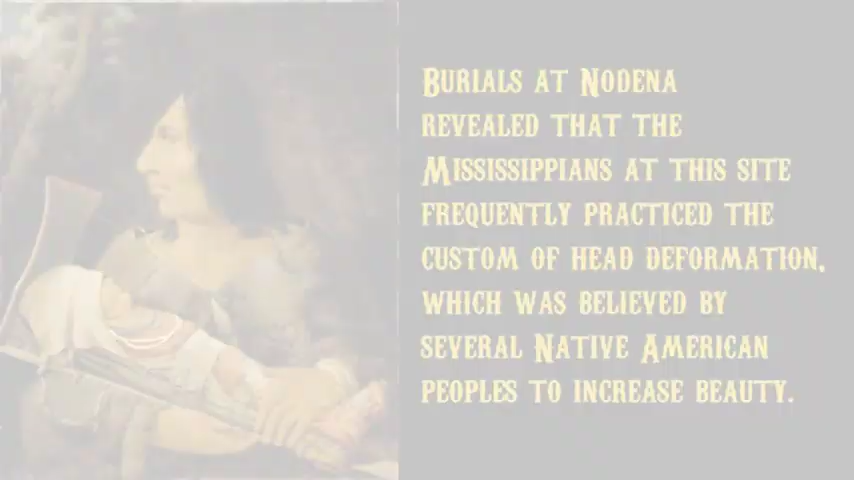 Burials at Nodena
revealed that the
Mississippians at this site
frequently practiced the
custom of head deformation,
which was believed by
several Native American
peoples to increase beauty.